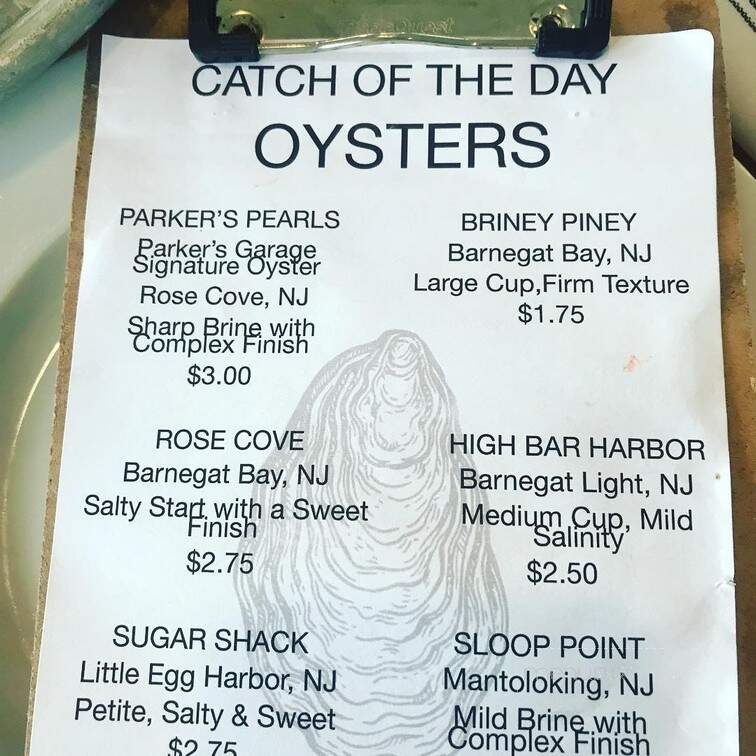 CATCH OF THE DAY
OYSTERS
PARKER'S PEARLS
Parker's Garage
Signature Oyster
Rose Cove, NJ
Sharp Brine with
Complex Finish
$3.00
BRINEY PINEY
Barnegat Bay, NJ
Large Cup,Firm Texture
$1.75
ROSE COVE
Barnegat Bay, NJ
Salty Start with a Sweet
Finish
$2.75
HIGH BAR HARBOR
Barnegat Light, NJ
Medium Cup, Mild
Salinity
$2.50
SUGAR SHACK
Little Egg Harbor, NJ
Petite, Salty & Sweet
$2.75
SLOOP POINT
Mantoloking, NJ
Mild Brine with
Complex Finish